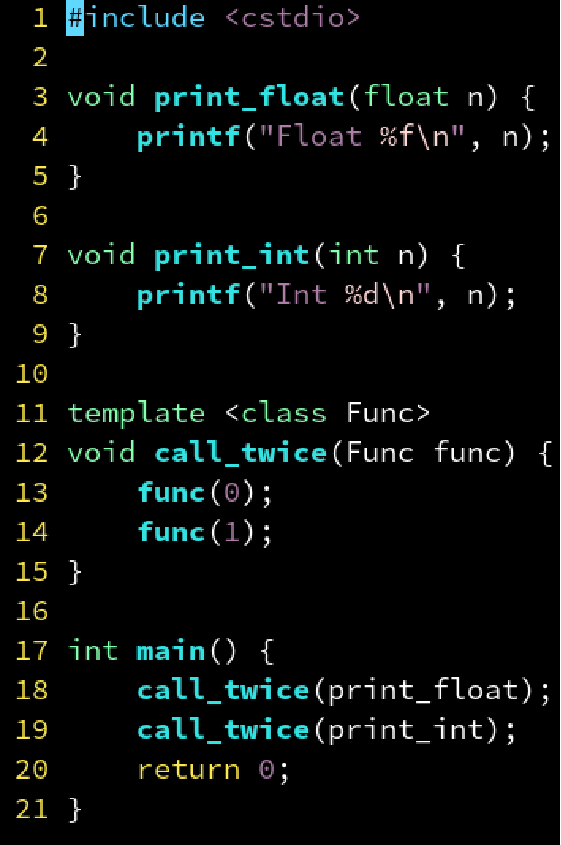 1 #include <cstdio>
2
3 void print_float(float n) {
4     printf("Float %f\n", n);
5 }
6
7 void print_int(int n) {
8     printf("Int %d\n", n);
9 }
10
11 template <class Func>
12 void call_twice(Func func) {
13     func(0);
14     func(1);
15 }
16
17 int main() {
18     call_twice(print_float);
19     call_twice(print_int);
20     return 0;
21 }